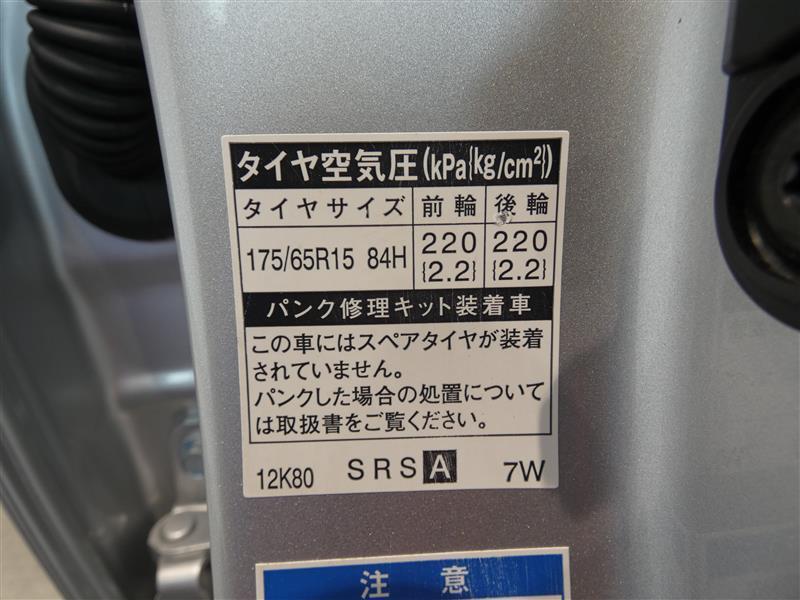 タイヤ空気圧(kPa{kg/cm²})
タイヤサイズ 前輪 後輪
175/65R15 84H 220 220
{2.2} {2.2}
パンク修理キット装着車
この車にはスペアタイヤが装着
されていません。
パンクした場合の処置について
は取扱書をご覧ください。
12K80 SRSA 7W
注意